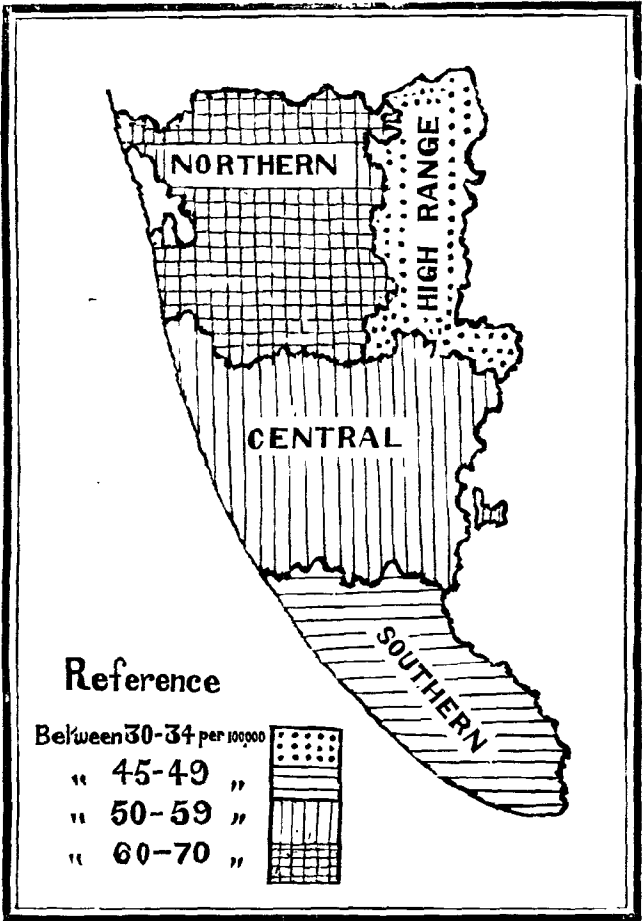 NORTHERN
HIGH RANGE
CENTRAL
SOUTHERN
Reference
Between 30-34 per 100,000
" 45-49 "
" 50-59 "
" 60-70 "